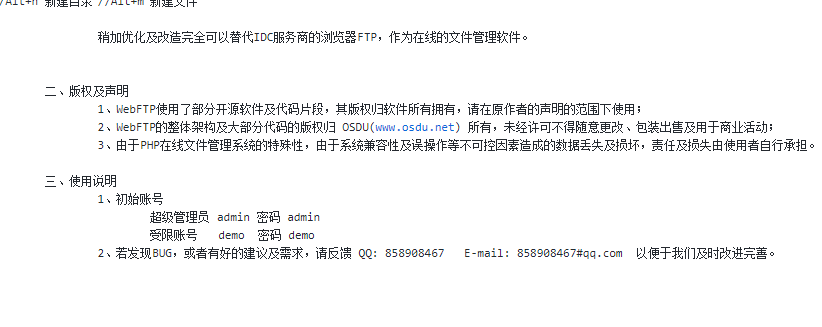 /Alt+n 新建目录 //Alt+m 新建文件
稍加优化及改造完全可以替代IDC服务商的浏览器FTP，作为在线的文件管理软件。
二、版权及声明
1、WebFTP使用了部分开源软件及代码片段，其版权归软件所有拥有，请在原作者的声明的范围下使用；
2、WebFTP的整体架构及大部分代码的版权归 OSDU(www.osdu.net) 所有，未经许可不得随意更改、包装出售及用于商业活动；
3、由于PHP在线文件管理系统的特殊性，由于系统兼容性及误操作等不可控因素造成的数据丢失及损坏，责任及损失由使用者自行承担。
三、使用说明
1、初始账号
超级管理员 admin 密码 admin
受限账号 demo 密码 demo
2、若发现BUG，或者有好的建议及需求，请反馈 QQ: 858908467 E-mail: 858908467#qq.com 以便于我们及时改进完善。